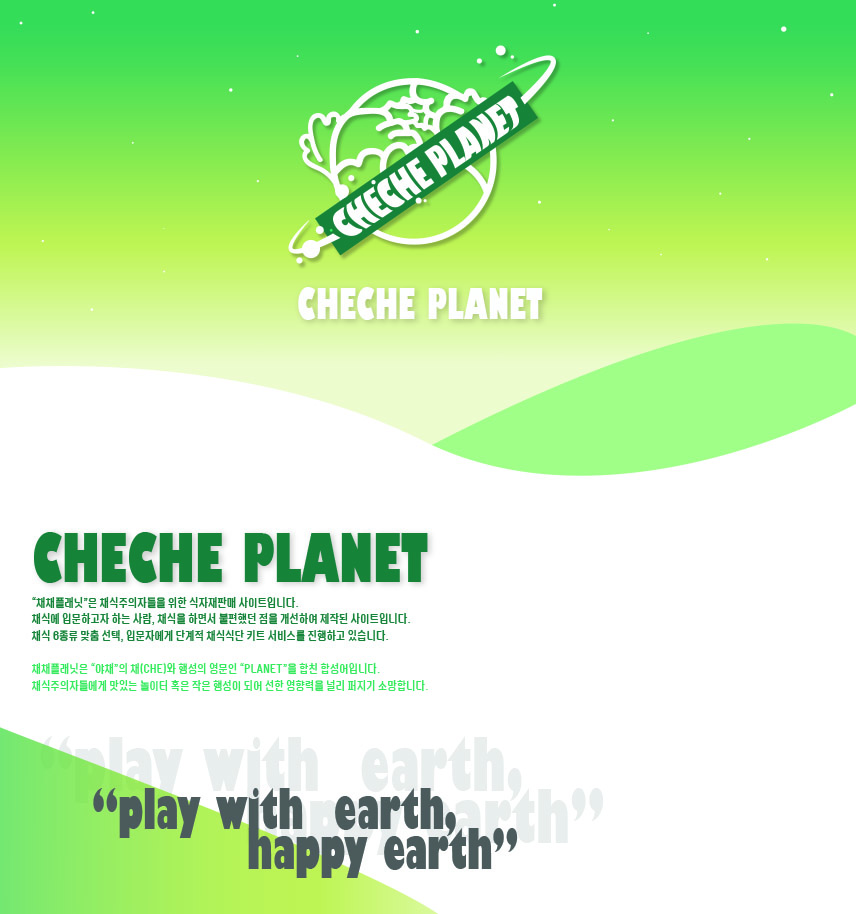 CHECHE PLANET
CHECHE PLANET
CHECHE PLANET
“채채플래닛”은 채식주의자들을 위한 식자재판매 사이트입니다.
채식에 입문하고자 하는 사람, 채식을 하면서 불편했던 점을 개선하여 제작된 사이트입니다.
채식 6종류 맞춤 선택, 입문자에게 단계적 채식식단 키트 서비스를 진행하고 있습니다.
채채플래닛은 “야채”의 채(CHE)와 행성의 영문인 “PLANET”을 합친 합성어입니다.
채식주의자들에게 맛있는 놀이터 혹은 작은 행성이 되어 선한 영향력을 널리 퍼지기 소망합니다.
“play with earth,
happy earth”
“play with earth,
happy earth”